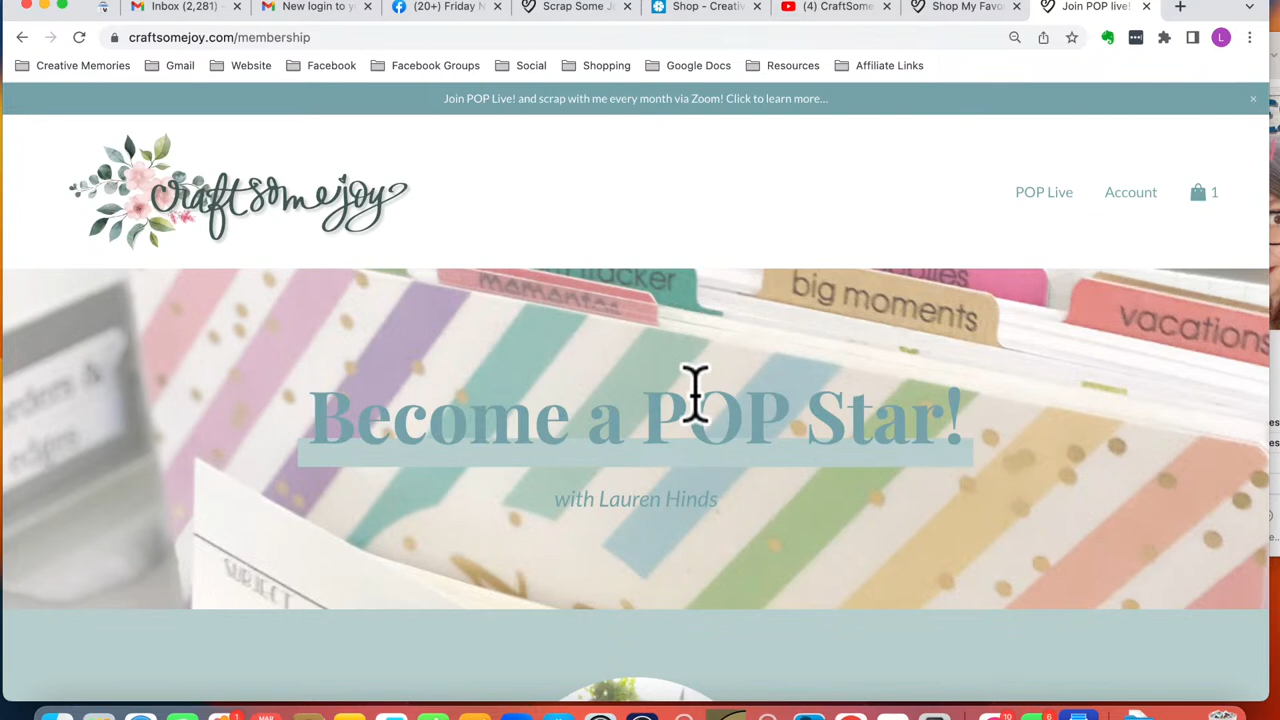 Inbox (2,281) -
New login to y
(20+) Friday N
Scrap Some J
Shop - Creativ
(4) CraftSome
Shop My Favor
Join POP live!
craftsomejoy.com/membership
L
Creative Memories
Gmail
Website
Facebook
Facebook Groups
Social
Shopping
Google Docs
Resources
Affiliate Links
Join POP Live! and scrap with me every month via Zoom! Click to learn more...
craftsomejoy
POP Live
Account
1
big moments
vacations
mementos
Become a POP Star!
with Lauren Hinds
SUBJECT